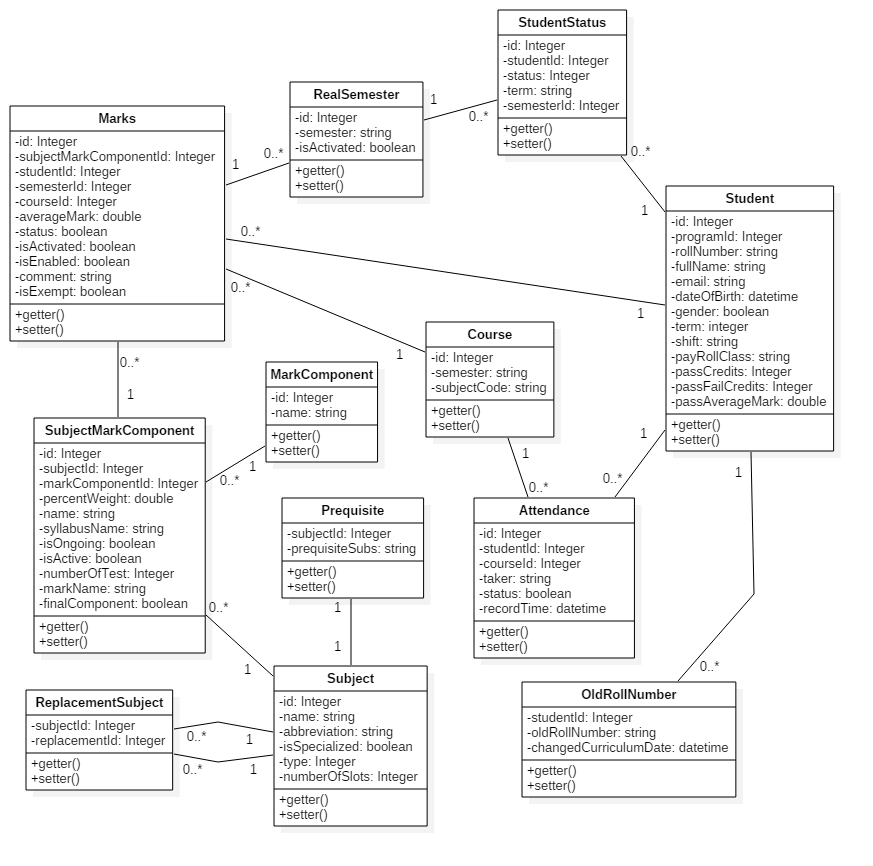 StudentStatus
-id: Integer
-studentId: Integer
-status: Integer
-term: string
-semesterId: Integer
+getter()
+setter()
RealSemester
-id: Integer
-semester: string
-isActivated: boolean
+getter()
+setter()
1
0..*
Marks
-id: Integer
-subjectMarkComponentId: Integer
-studentId: Integer
-semesterId: Integer
-courseId: Integer
-averageMark: double
-status: boolean
-isActivated: boolean
-isEnabled: boolean
-comment: string
-isExempt: boolean
+getter()
+setter()
1
0..*
0..*
1
Student
-id: Integer
-programId: Integer
-rollNumber: string
-fullName: string
-email: string
-dateOfBirth: datetime
-gender: boolean
-term: integer
-shift: string
-payRollClass: string
-passCredits: Integer
-passFailCredits: Integer
-passAverageMark: double
+getter()
+setter()
0..*
1
0..*
1
Course
-id: Integer
-semester: string
-subjectCode: string
+getter()
+setter()
0..*
1
MarkComponent
-id: Integer
-name: string
+getter()
+setter()
1
0..*
SubjectMarkComponent
-id: Integer
-subjectId: Integer
-markComponentId: Integer
-percentWeight: double
-name: string
-syllabusName: string
-isOngoing: boolean
-isActive: boolean
-numberOfTest: Integer
-markName: string
-finalComponent: boolean
+getter()
+setter()
1
0..*
1
0..*
1
Prequisite
-subjectId: Integer
-prequisiteSubs: string
+getter()
+setter()
Attendance
-id: Integer
-studentId: Integer
-courseId: Integer
-taker: string
-status: boolean
-recordTime: datetime
+getter()
+setter()
0..*
1
1
1
0..*
Subject
-id: Integer
-name: string
-abbreviation: string
-isSpecialized: boolean
-type: Integer
-numberOfSlots: Integer
+getter()
+setter()
ReplacementSubject
-subjectId: Integer
-replacementId: Integer
+getter()
+setter()
0..*
1
0..*
1
OldRollNumber
-studentId: Integer
-oldRollNumber: string
-changedCurriculumDate: datetime
+getter()
+setter()